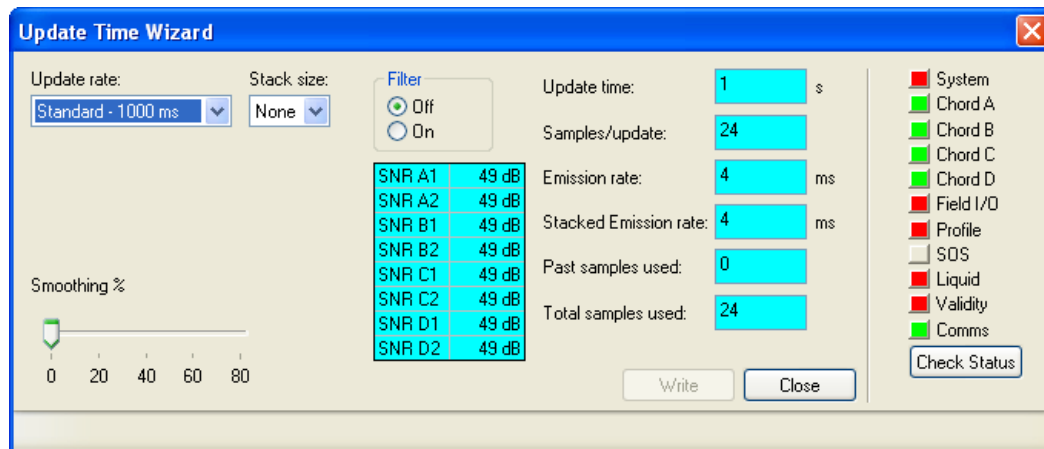 Update Time Wizard
Update rate:
Standard - 1000 ms
Stack size:
None
Filter
Off
On
SNR A1 49 dB
SNR A2 49 dB
SNR B1 49 dB
SNR B2 49 dB
SNR C1 49 dB
SNR C2 49 dB
SNR D1 49 dB
SNR D2 49 dB
Smoothing %
0 20 40 60 80
Update time: 1 s
Samples/update: 24
Emission rate: 4 ms
Stacked Emission rate: 4 ms
Past samples used: 0
Total samples used: 24
Write
Close
System
Chord A
Chord B
Chord C
Chord D
Field I/O
Profile
SOS
Liquid
Validity
Comms
Check Status